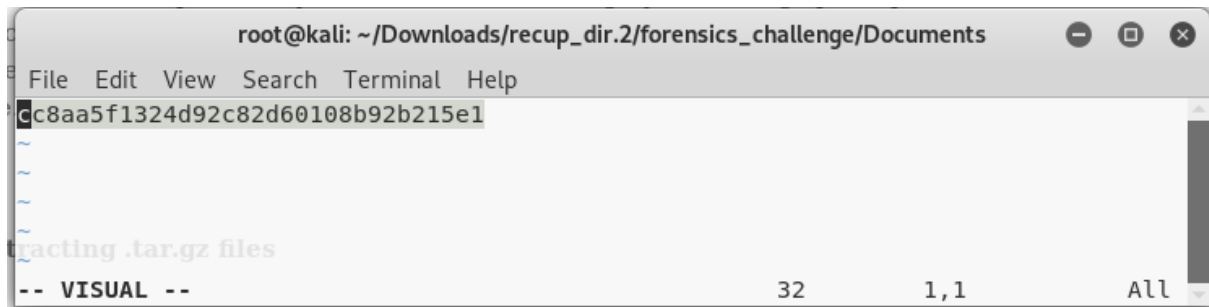 root@kali: ~/Downloads/recup_dir.2/forensics_challenge/Documents
File Edit View Search Terminal Help
cc8aa5f1324d92c82d60108b92b215e1
~
~
~
~
tracting .tar.gz files
~
-- VISUAL -- 32 1,1 All